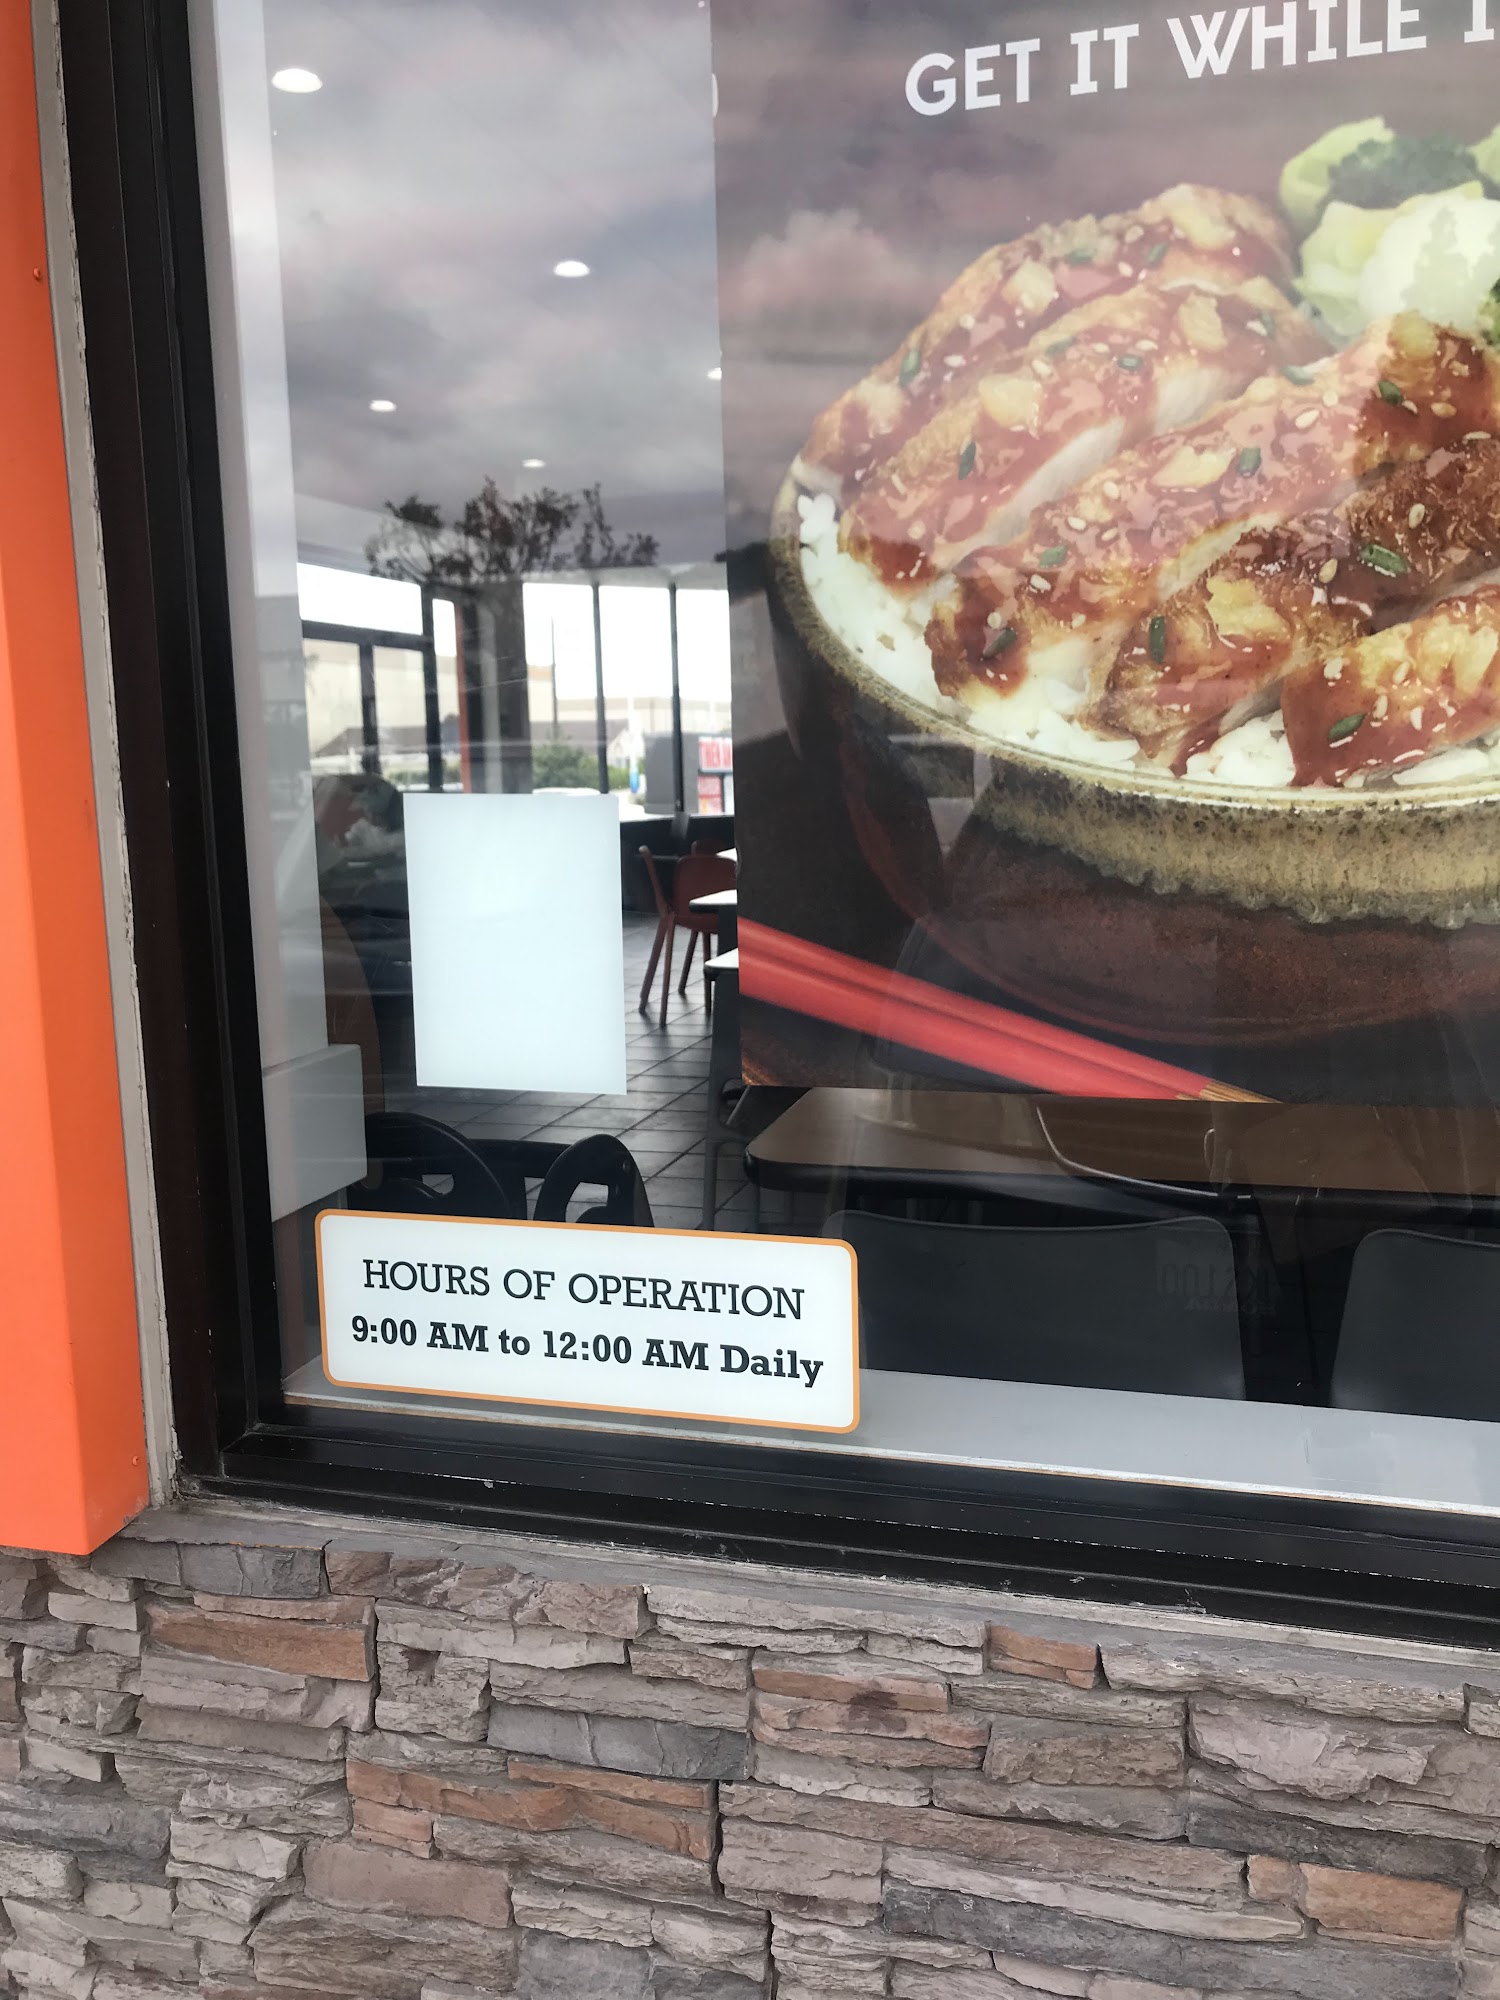 GET IT WHILE
HOURS OF OPERATION
9:00 AM to 12:00 AM Daily